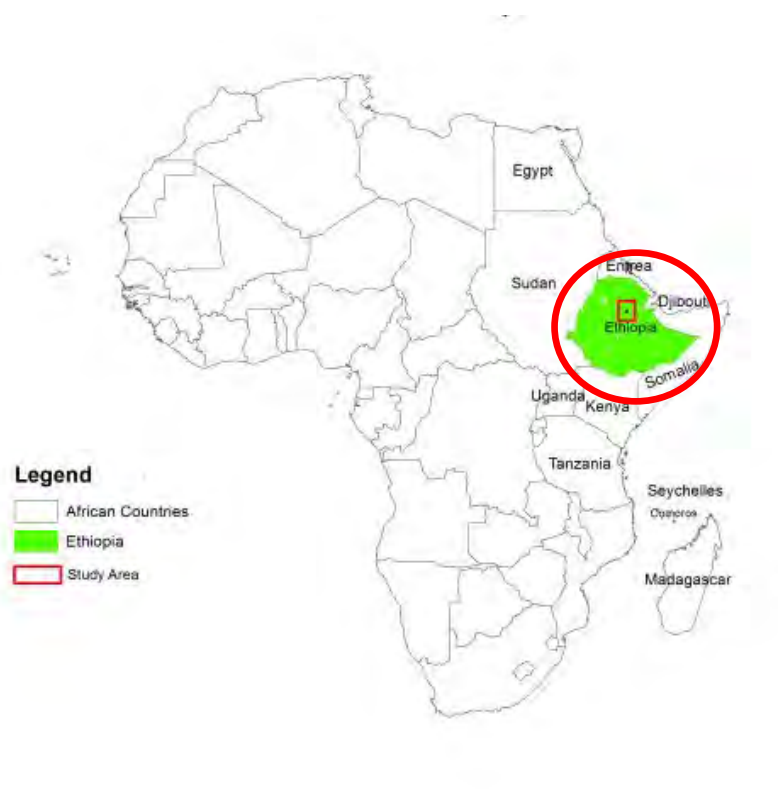 Egypt
Sudan
Eritrea
Djibouti
Ethiopia
Somalia
Uganda
Kenya
Tanzania
Legend
African Countries
Ethiopia
Study Area
Seychelles
Comoros
Madagascar